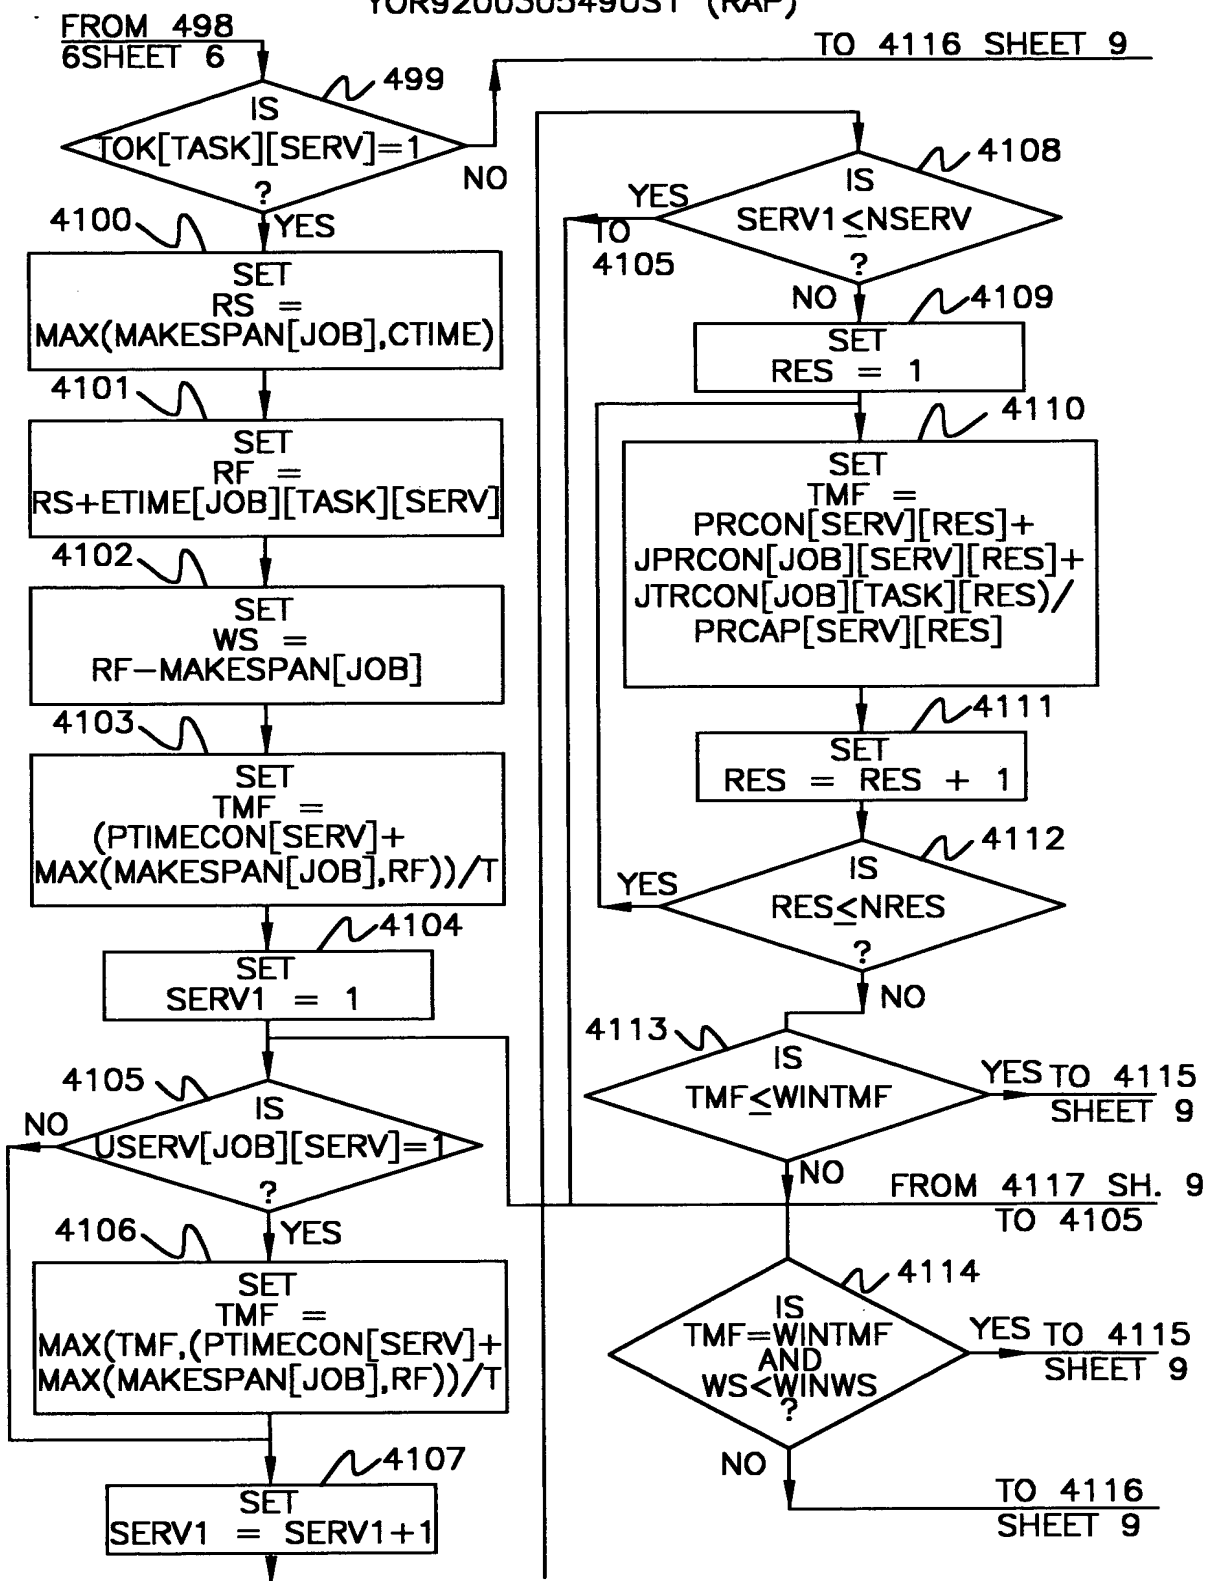 YOR920030549US1 (RAP)
FROM 498
6SHEET 6
499
IS
TOK[TASK][SERV]=1
?
NO
YES
TO 4116 SHEET 9
4100
SET
RS =
MAX(MAKESPAN[JOB],CTIME)
4101
SET
RF =
RS+ETIME[JOB][TASK][SERV]
4102
SET
WS =
RF-MAKESPAN[JOB]
4103
SET
TMF =
(PTIMECON[SERV]+
MAX(MAKESPAN[JOB],RF))/T
4104
SET
SERV1 = 1
4105
IS
USERV[JOB][SERV]=1
?
NO
YES
4106
SET
TMF =
MAX(TMF,(PTIMECON[SERV]+
MAX(MAKESPAN[JOB],RF))/T
4107
SET
SERV1 = SERV1+1
4108
IS
SERV1≤NSERV
?
YES
TO
4105
NO
4109
SET
RES = 1
4110
SET
TMF =
PRCON[SERV][RES]+
JPRCON[JOB][SERV][RES]+
JTRCON[JOB][TASK][RES)/
PRCAP[SERV][RES]
4111
SET
RES = RES + 1
4112
IS
RES≤NRES
?
YES
NO
4113
IS
TMF≤WINTMF
YES TO 4115
SHEET 9
NO
FROM 4117 SH. 9
TO 4105
4114
IS
TMF=WINTMF
AND
WS<WINWS
?
YES TO 4115
SHEET 9
NO
TO 4116
SHEET 9